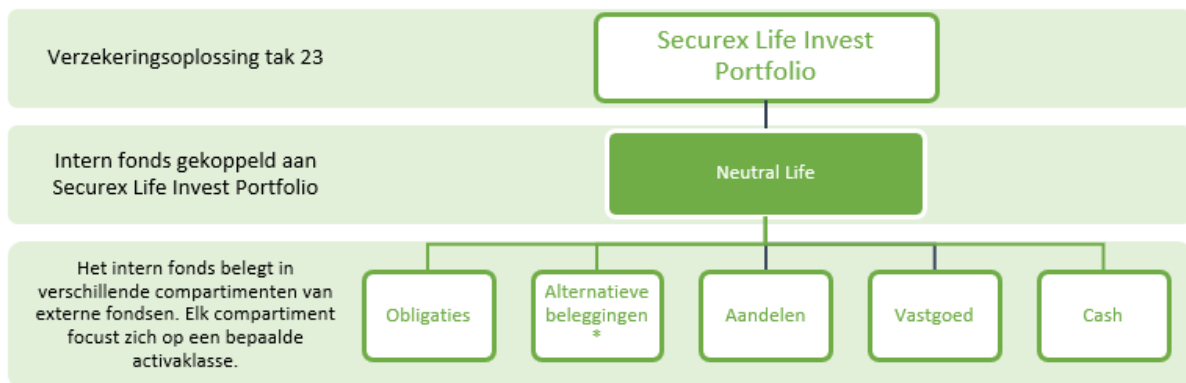 Verzekeringsoplossing tak 23
Securex Life Invest
Portfolio
Intern fonds gekoppeld aan
Securex Life Invest Portfolio
Neutral Life
Het intern fonds belegt in
verschillende compartimenten van
externe fondsen. Elk compartiment
focust zich op een bepaalde
activaklasse.
Obligaties
Alternatieve
beleggingen
*
Aandelen
Vastgoed
Cash